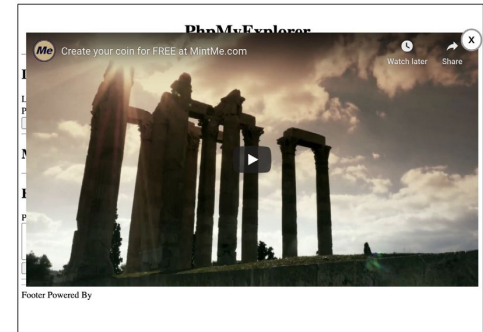 PhpMyExplorer
X
Me
Create your coin for FREE at MintMe.com
Watch later
Share
L
P
P
Footer Powered By